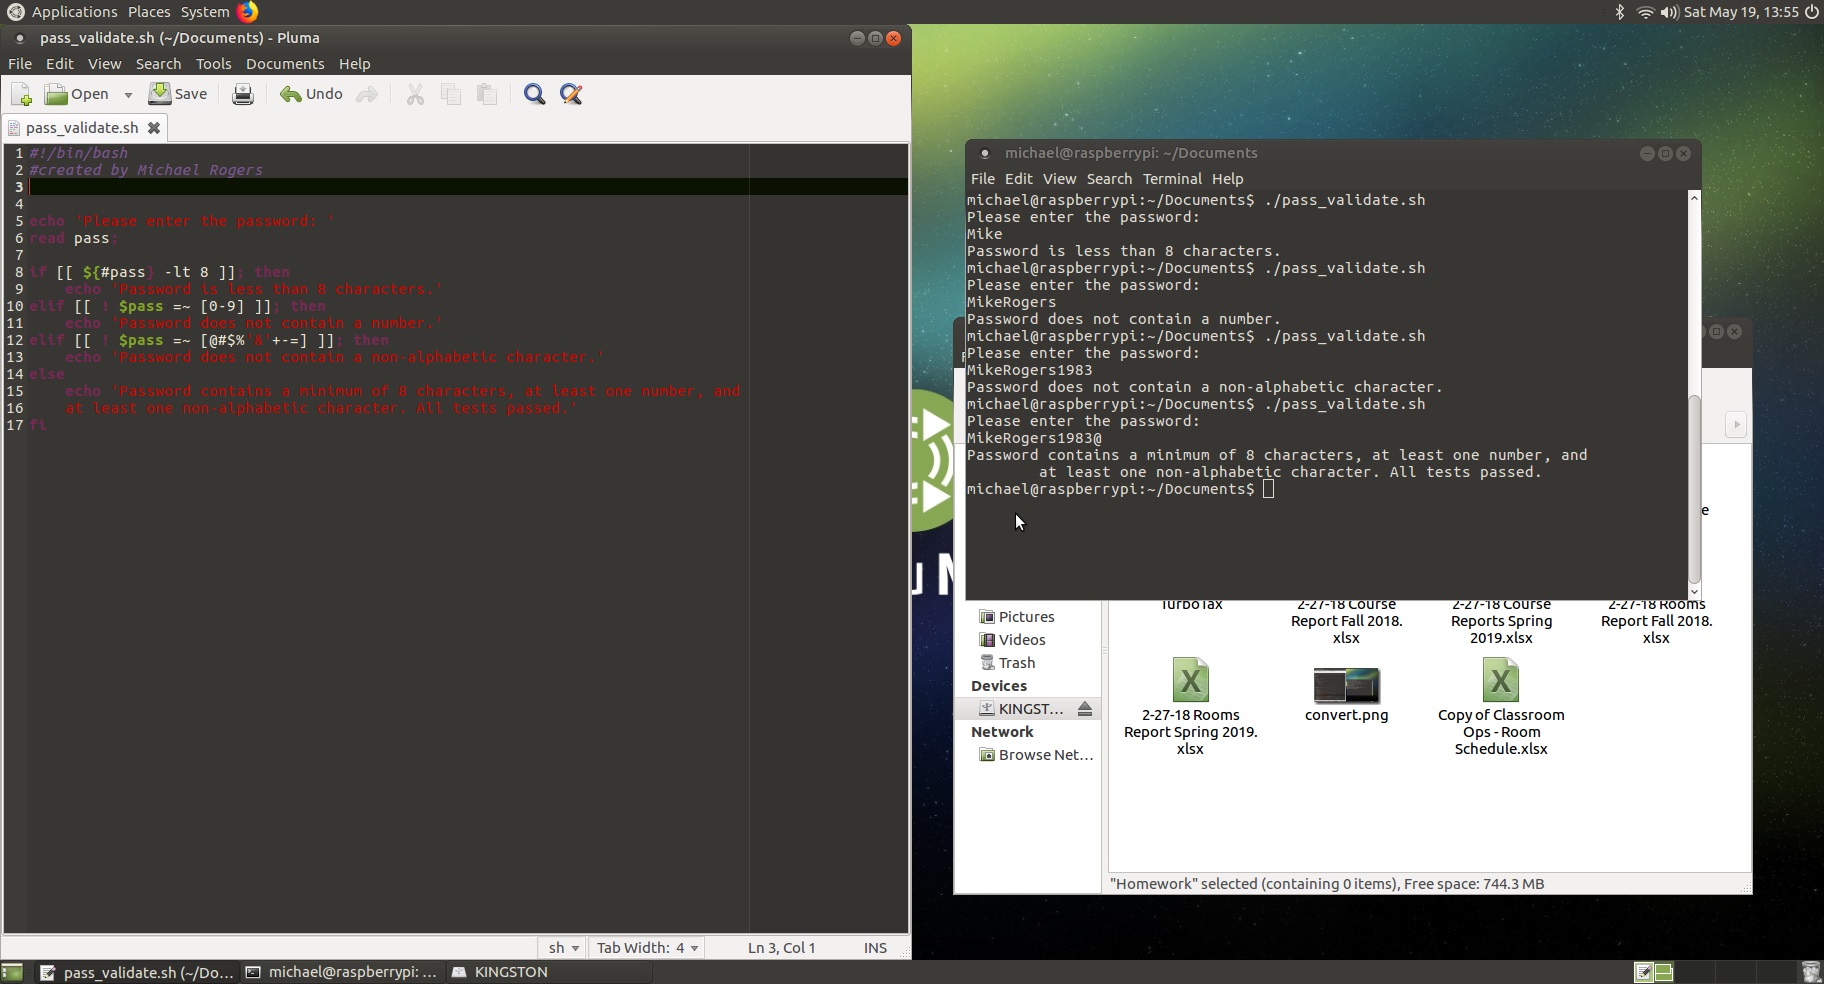 Applications Places System
Sat May 19, 13:55
pass_validate.sh (~/Documents) - Pluma
File Edit View Search Tools Documents Help
Open Save Undo
pass_validate.sh
1 #!/bin/bash
2 #created by Michael Rogers
3
4
5 echo 'Please enter the password: '
6 read pass;
7
8 if [[ ${#pass} -lt 8 ]]; then
9     echo 'Password is less than 8 characters.'
10 elif [[ ! $pass =~ [0-9] ]]; then
11     echo 'Password does not contain a number.'
12 elif [[ ! $pass =~ [@#$%'&'+-=] ]]; then
13     echo 'Password does not contain a non-alphabetic character.'
14 else
15     echo 'Password contains a minimum of 8 characters, at least one number, and
16     at least one non-alphabetic character. All tests passed.'
17 fi
sh Tab Width: 4 Ln 3, Col 1 INS
michael@raspberrypi: ~/Documents
File Edit View Search Terminal Help
michael@raspberrypi:~/Documents$ ./pass_validate.sh
Please enter the password:
Mike
Password is less than 8 characters.
michael@raspberrypi:~/Documents$ ./pass_validate.sh
Please enter the password:
MikeRogers
Password does not contain a number.
michael@raspberrypi:~/Documents$ ./pass_validate.sh
Please enter the password:
MikeRogers1983
Password does not contain a non-alphabetic character.
michael@raspberrypi:~/Documents$ ./pass_validate.sh
Please enter the password:
MikeRogers1983@
Password contains a minimum of 8 characters, at least one number, and
        at least one non-alphabetic character. All tests passed.
michael@raspberrypi:~/Documents$
Pictures
Videos
Trash
Devices
KINGST...
Network
Browse Net...
TurboTax
2-27-18 Course
Report Fall 2018.
xlsx
2-27-18 Course
Reports Spring
2019.xlsx
2-27-18 Rooms
Report Fall 2018.
xlsx
2-27-18 Rooms
Report Spring 2019.
xlsx
convert.png
Copy of Classroom
Ops - Room
Schedule.xlsx
"Homework" selected (containing 0 items), Free space: 744.3 MB
pass_validate.sh (~/Do... michael@raspberrypi: ... KINGSTON